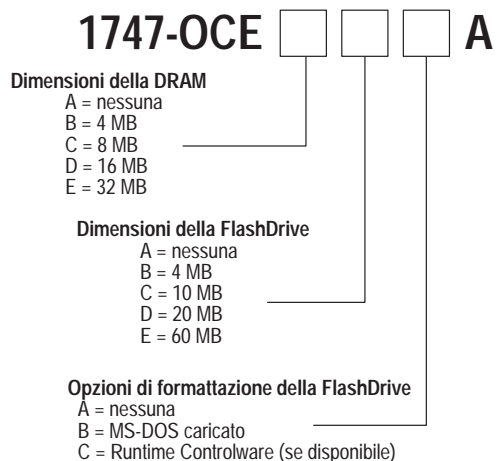 1747-OCE A
Dimensioni della DRAM
A = nessuna
B = 4 MB
C = 8 MB
D = 16 MB
E = 32 MB
Dimensioni della FlashDrive
A = nessuna
B = 4 MB
C = 10 MB
D = 20 MB
E = 60 MB
Opzioni di formattazione della FlashDrive
A = nessuna
B = MS-DOS caricato
C = Runtime Controlware (se disponibile)